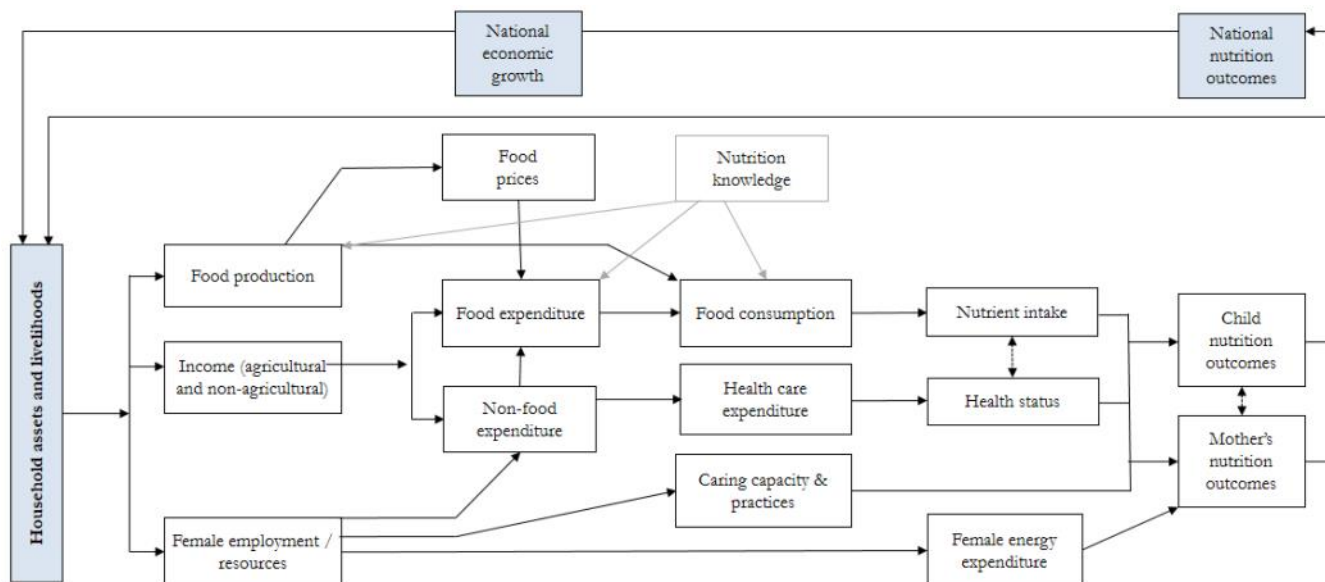 National
economic
growth
National
nutrition
outcomes
Food
prices
Nutrition
knowledge
Household assets and livelihoods
Food production
Food expenditure
Food consumption
Nutrient intake
Child
nutrition
outcomes
Income (agricultural
and non-agricultural)
Non-food
expenditure
Health care
expenditure
Health status
Mother's
nutrition
outcomes
Caring capacity &
practices
Female employment /
resources
Female energy
expenditure